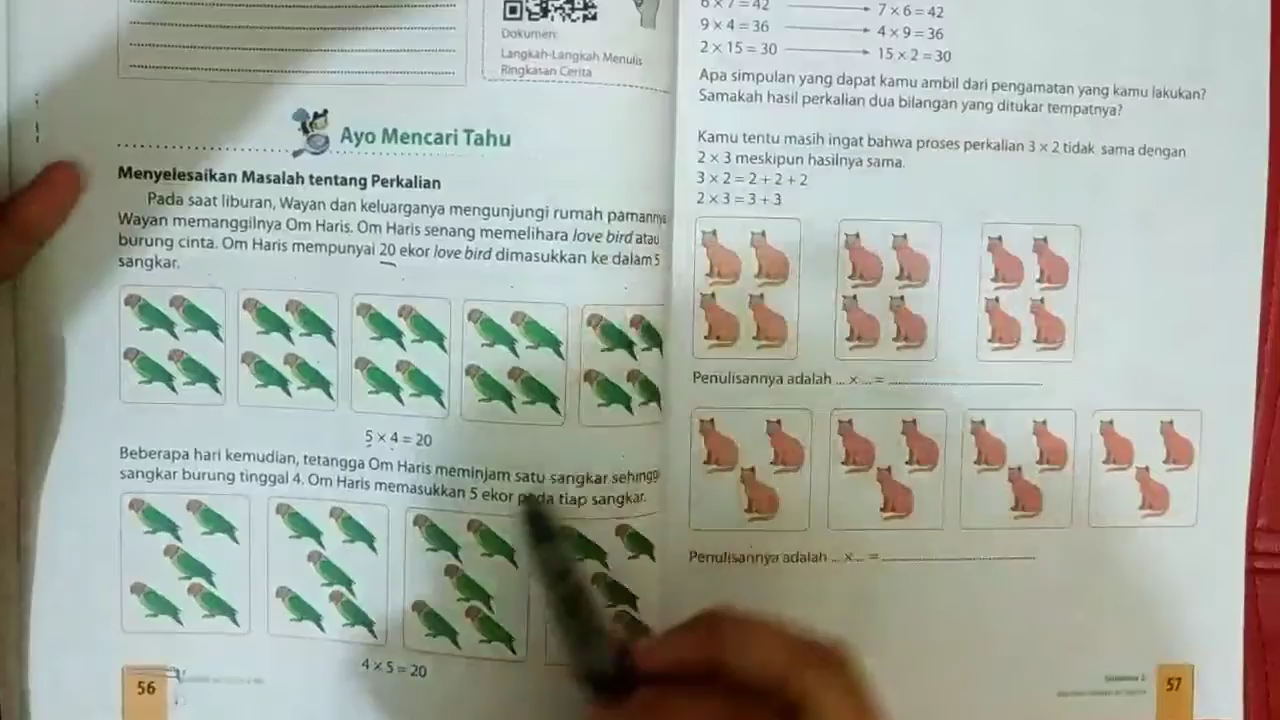 Dokumen:
Langkah-Langkah Menulis
Ringkasan Cerita
Ayo Mencari Tahu
Menyelesaikan Masalah tentang Perkalian
Pada saat liburan, Wayan dan keluarganya mengunjungi rumah pamannya
Wayan memanggilnya Om Haris. Om Haris senang memelihara love bird atau
burung cinta. Om Haris mempunyai 20 ekor love bird dimasukkan ke dalam 5
sangkar.
5 × 4 = 20
Beberapa hari kemudian, tetangga Om Haris meminjam satu sangkar sehingg
sangkar burung tinggal 4. Om Haris memasukkan 5 ekor pada tiap sangkar.
4 × 5 = 20
56
6 × 7 = 42 7 × 6 = 42
9 × 4 = 36 4 × 9 = 36
2 × 15 = 30 15 × 2 = 30
Apa simpulan yang dapat kamu ambil dari pengamatan yang kamu lakukan?
Samakah hasil perkalian dua bilangan yang ditukar tempatnya?
Kamu tentu masih ingat bahwa proses perkalian 3 × 2 tidak sama dengan
2 × 3 meskipun hasilnya sama.
3 × 2 = 2 + 2 + 2
2 × 3 = 3 + 3
Penulisannya adalah ... × ... = 
Penulisannya adalah ... × ... = 
57